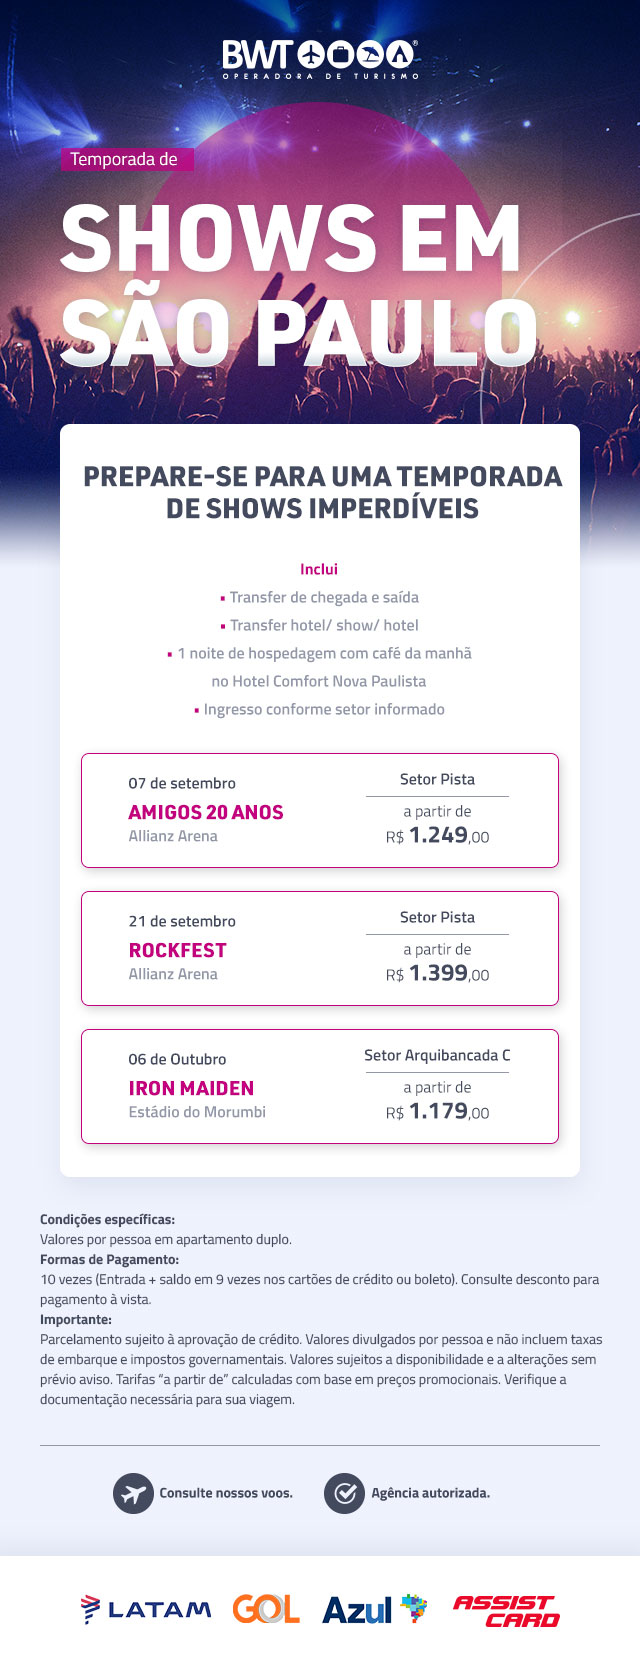 BWT
OPERADORA DE TURISMO
Temporada de
SHOWS EM
SÃO PAULO
PREPARE-SE PARA UMA TEMPORADA
DE SHOWS IMPERDÍVEIS
Inclui
• Transfer de chegada e saída
• Transfer hotel/ show/ hotel
• 1 noite de hospedagem com café da manhã
no Hotel Comfort Nova Paulista
• Ingresso conforme setor informado
07 de setembro
AMIGOS 20 ANOS
Allianz Arena
Setor Pista
a partir de
R$ 1.249,00
21 de setembro
ROCKFEST
Allianz Arena
Setor Pista
a partir de
R$ 1.399,00
06 de Outubro
IRON MAIDEN
Estádio do Morumbi
Setor Arquibancada C
a partir de
R$ 1.179,00
Condições específicas:
Valores por pessoa em apartamento duplo.
Formas de Pagamento:
10 vezes (Entrada + saldo em 9 vezes nos cartões de crédito ou boleto). Consulte desconto para
pagamento à vista.
Importante:
Parcelamento sujeito à aprovação de crédito. Valores divulgados por pessoa e não incluem taxas
de embarque e impostos governamentais. Valores sujeitos a disponibilidade e a alterações sem
prévio aviso. Tarifas “a partir de” calculadas com base em preços promocionais. Verifique a
documentação necessária para sua viagem.
Consulte nossos voos.
Agência autorizada.
LATAM
GOL
Azul
ASSIST
CARD